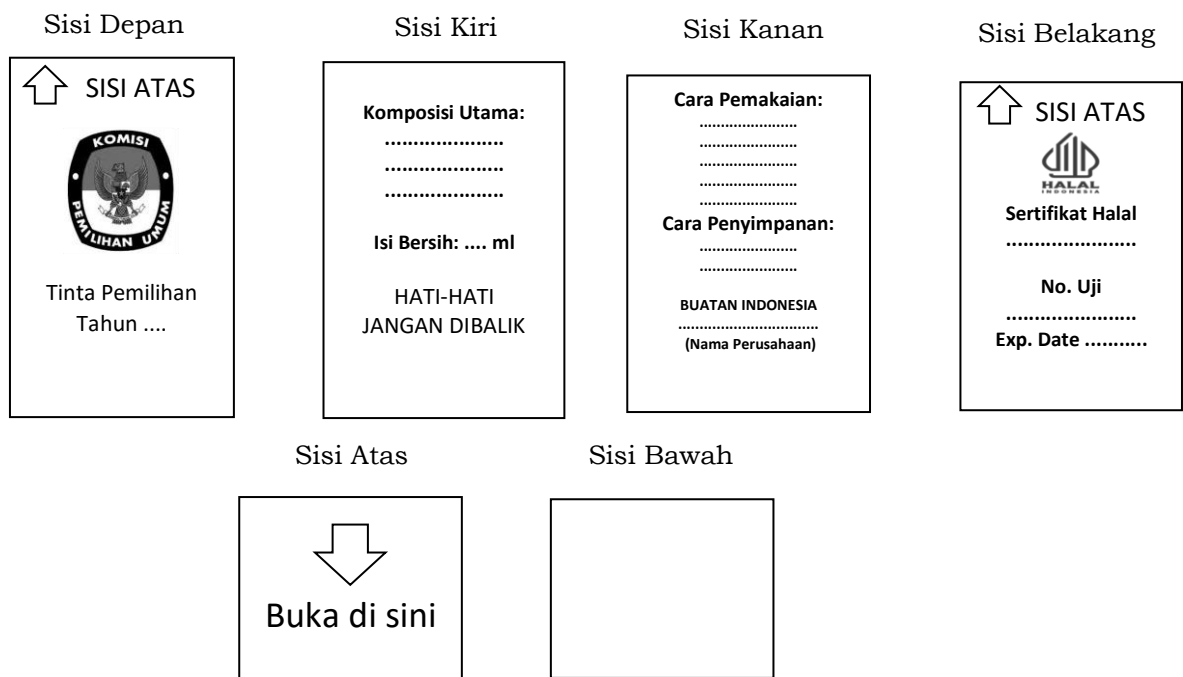 Sisi Depan
SISI ATAS
KOMISI
PEMILIHAN UMUM
Tinta Pemilihan
Tahun ....
Sisi Kiri
Komposisi Utama:
.....................
.....................
.....................
Isi Bersih: .... ml
HATI-HATI
JANGAN DIBALIK
Sisi Kanan
Cara Pemakaian:
.......................
.......................
.......................
.......................
.......................
Cara Penyimpanan:
.......................
.......................
BUATAN INDONESIA
.................................
(Nama Perusahaan)
Sisi Belakang
SISI ATAS
HALAL
INDONESIA
Sertifikat Halal
.......................
No. Uji
.......................
Exp. Date ...........
Sisi Atas
Buka di sini
Sisi Bawah